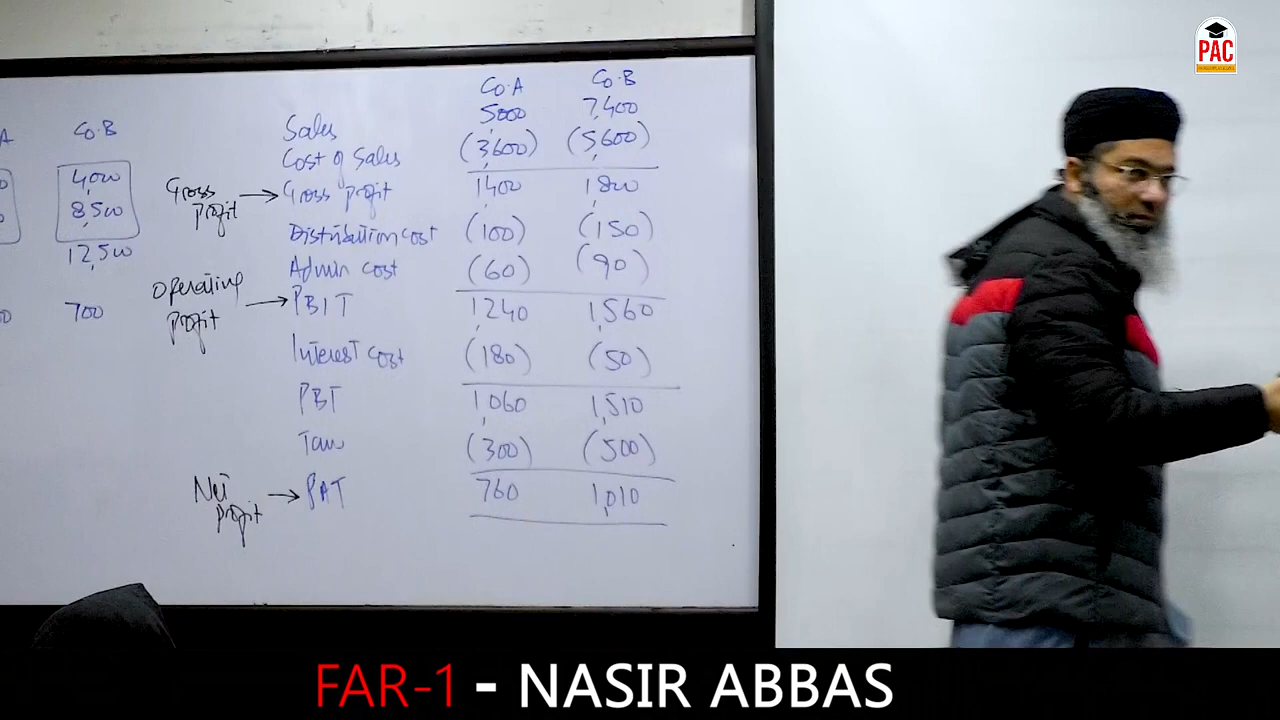 PAC
Co.A Co.B
Sales 5,000 7,400
Cost of Sales (3,600) (5,600)
Gross profit → Gross profit 1,400 1,800
Distribution cost (100) (150)
Admin cost (60) (90)
Operating profit → PBIT 1,240 1,560
Interest cost (180) (50)
PBT 1,060 1,510
Tax (300) (500)
Net profit → PAT 760 1,010
A Co.B
4,000
8,500
12,500
700
FAR-1 - NASIR ABBAS